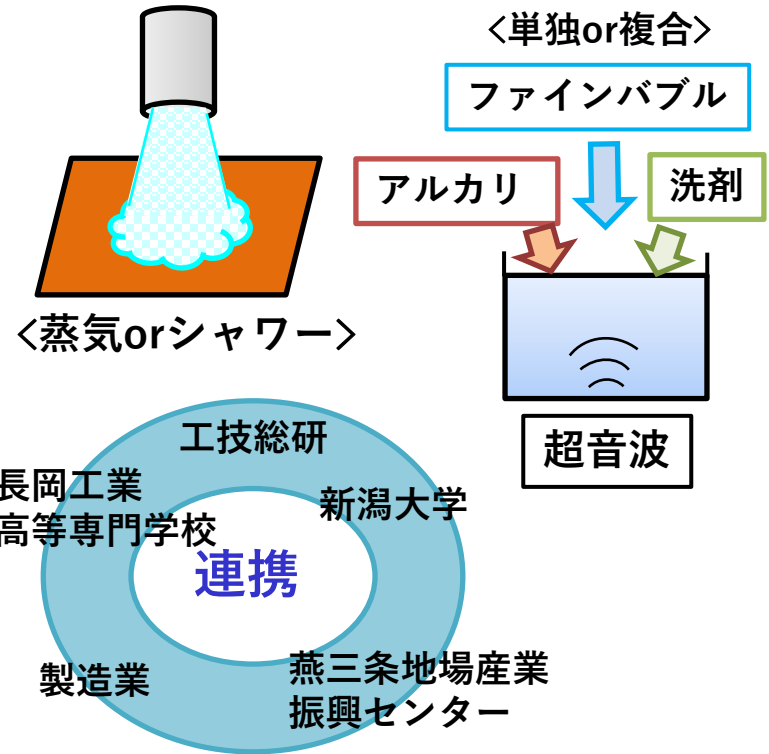 <単独or複合>
ファインバブル
アルカリ
洗剤
<蒸気orシャワー>
超音波
工技総研
長岡工業
高等専門学校
新潟大学
連携
製造業
燕三条地場産業
振興センター